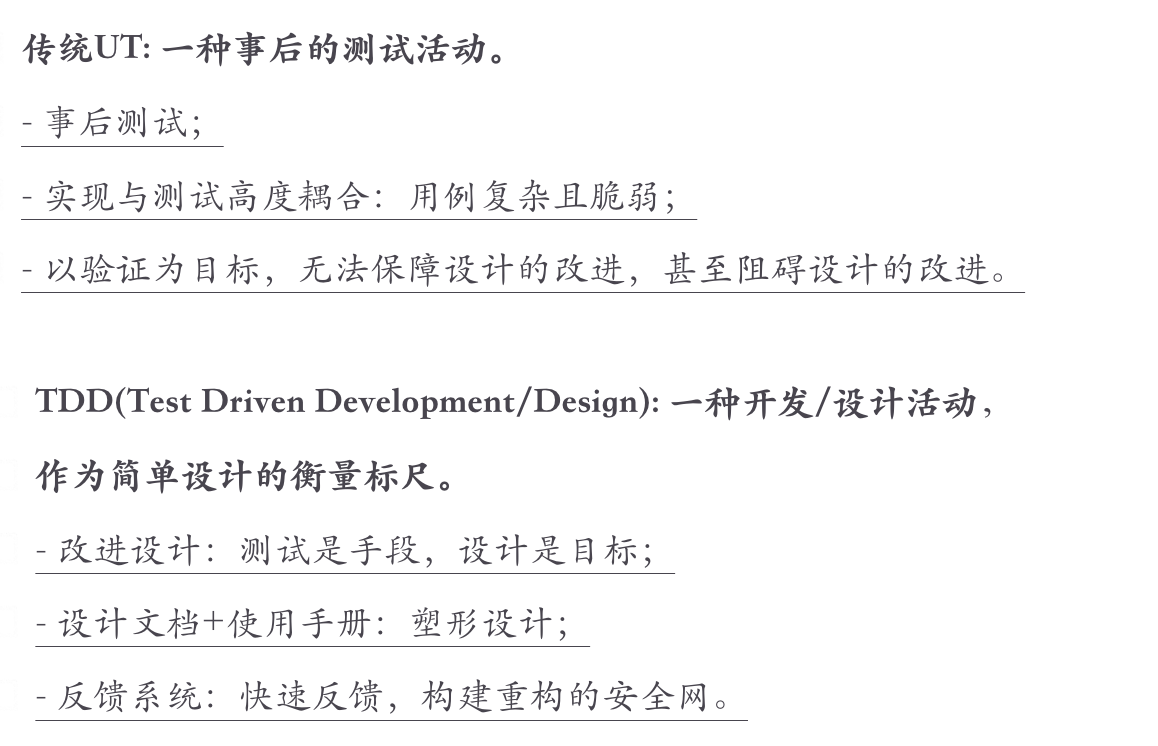 传统UT: 一种事后的测试活动。
- 事后测试；
- 实现与测试高度耦合：用例复杂且脆弱；
- 以验证为目标，无法保障设计的改进，甚至阻碍设计的改进。
TDD(Test Driven Development/Design): 一种开发/设计活动，
作为简单设计的衡量标尺。
- 改进设计：测试是手段，设计是目标；
- 设计文档+使用手册：塑形设计；
- 反馈系统：快速反馈，构建重构的安全网。